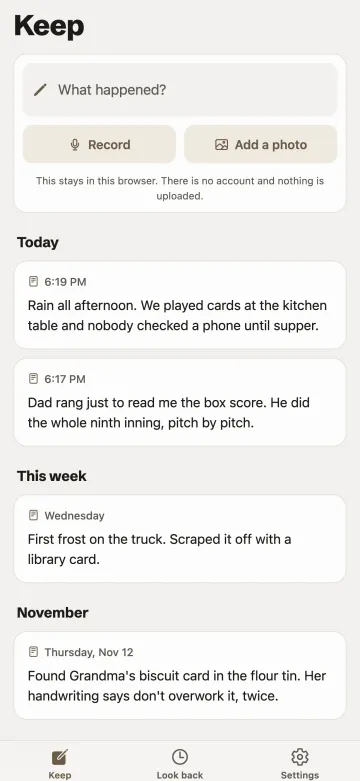 Keep
What happened?
Record
Add a photo
This stays in this browser. There is no account and nothing is
uploaded.
Today
6:19 PM
Rain all afternoon. We played cards at the kitchen
table and nobody checked a phone until supper.
6:17 PM
Dad rang just to read me the box score. He did
the whole ninth inning, pitch by pitch.
This week
Wednesday
First frost on the truck. Scraped it off with a
library card.
November
Thursday, Nov 12
Found Grandma's biscuit card in the flour tin. Her
handwriting says don't overwork it, twice.
Keep
Look back
Settings